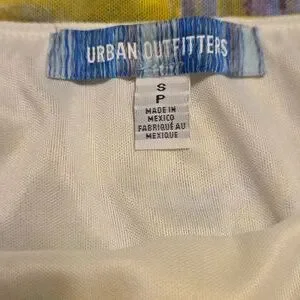 URBAN OUTFITTERS
S
P
MADE IN
MEXICO
FABRIQUÉ AU
MEXIQUE